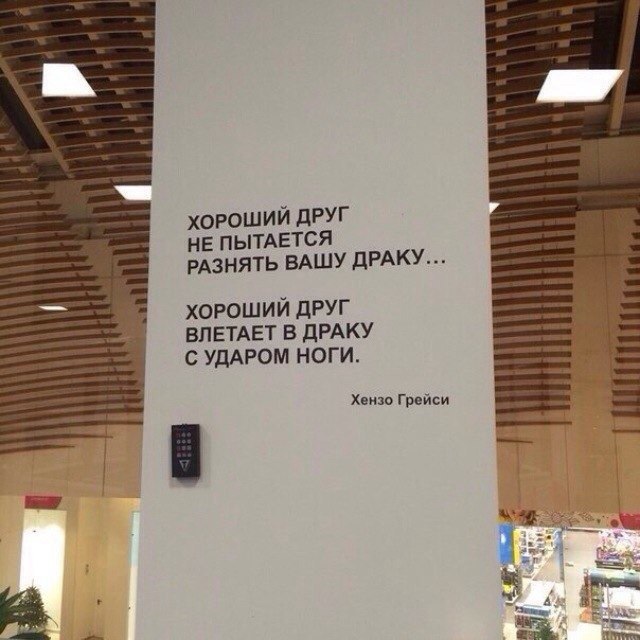 ХОРОШИЙ ДРУГ
НЕ ПЫТАЕТСЯ
РАЗНЯТЬ ВАШУ ДРАКУ...
ХОРОШИЙ ДРУГ
ВЛЕТАЕТ В ДРАКУ
С УДАРОМ НОГИ.
Хензо Грейси